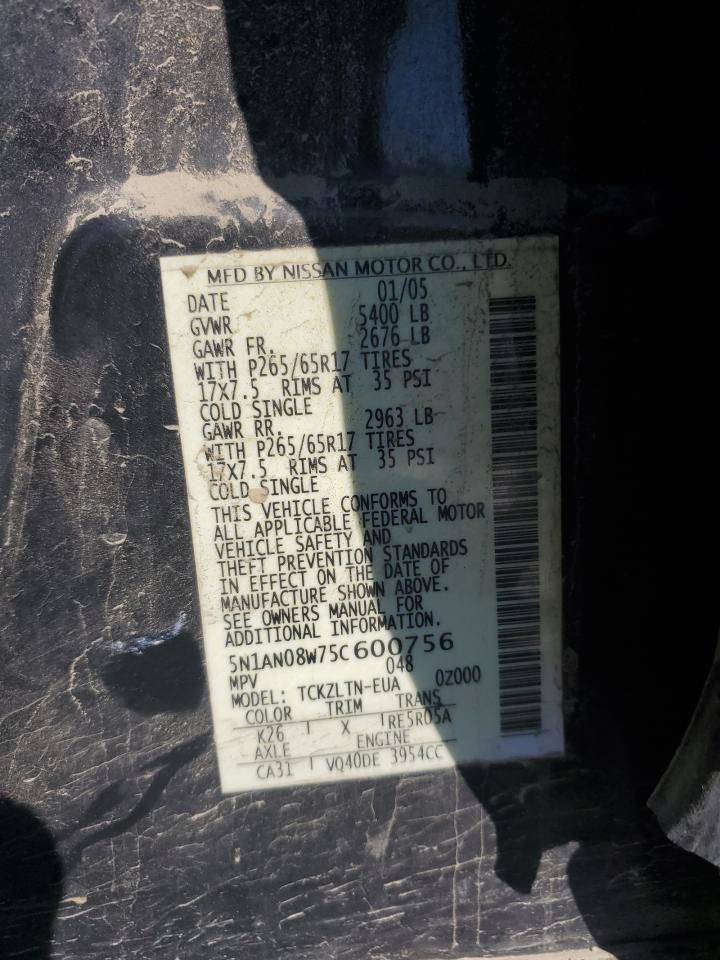 MFD BY NISSAN MOTOR CO., LTD.
DATE 01/05
GVWR 5400 LB
GAWR FR. 2676 LB
WITH P265/65R17 TIRES
17X7.5 RIMS AT 35 PSI
COLD SINGLE
GAWR RR. 2963 LB
WITH P265/65R17 TIRES
17X7.5 RIMS AT 35 PSI
COLD SINGLE
THIS VEHICLE CONFORMS TO
ALL APPLICABLE FEDERAL MOTOR
VEHICLE SAFETY AND
THEFT PREVENTION STANDARDS
IN EFFECT ON THE DATE OF
MANUFACTURE SHOWN ABOVE.
SEE OWNERS MANUAL FOR
ADDITIONAL INFORMATION.
5N1AN08W75C600756
MPV 048
MODEL: TCKZLTN-EUA 0Z000
COLOR TRIM TRANS
K26 X RE5R05A
AXLE ENGINE
CA31 VQ40DE 3954CC